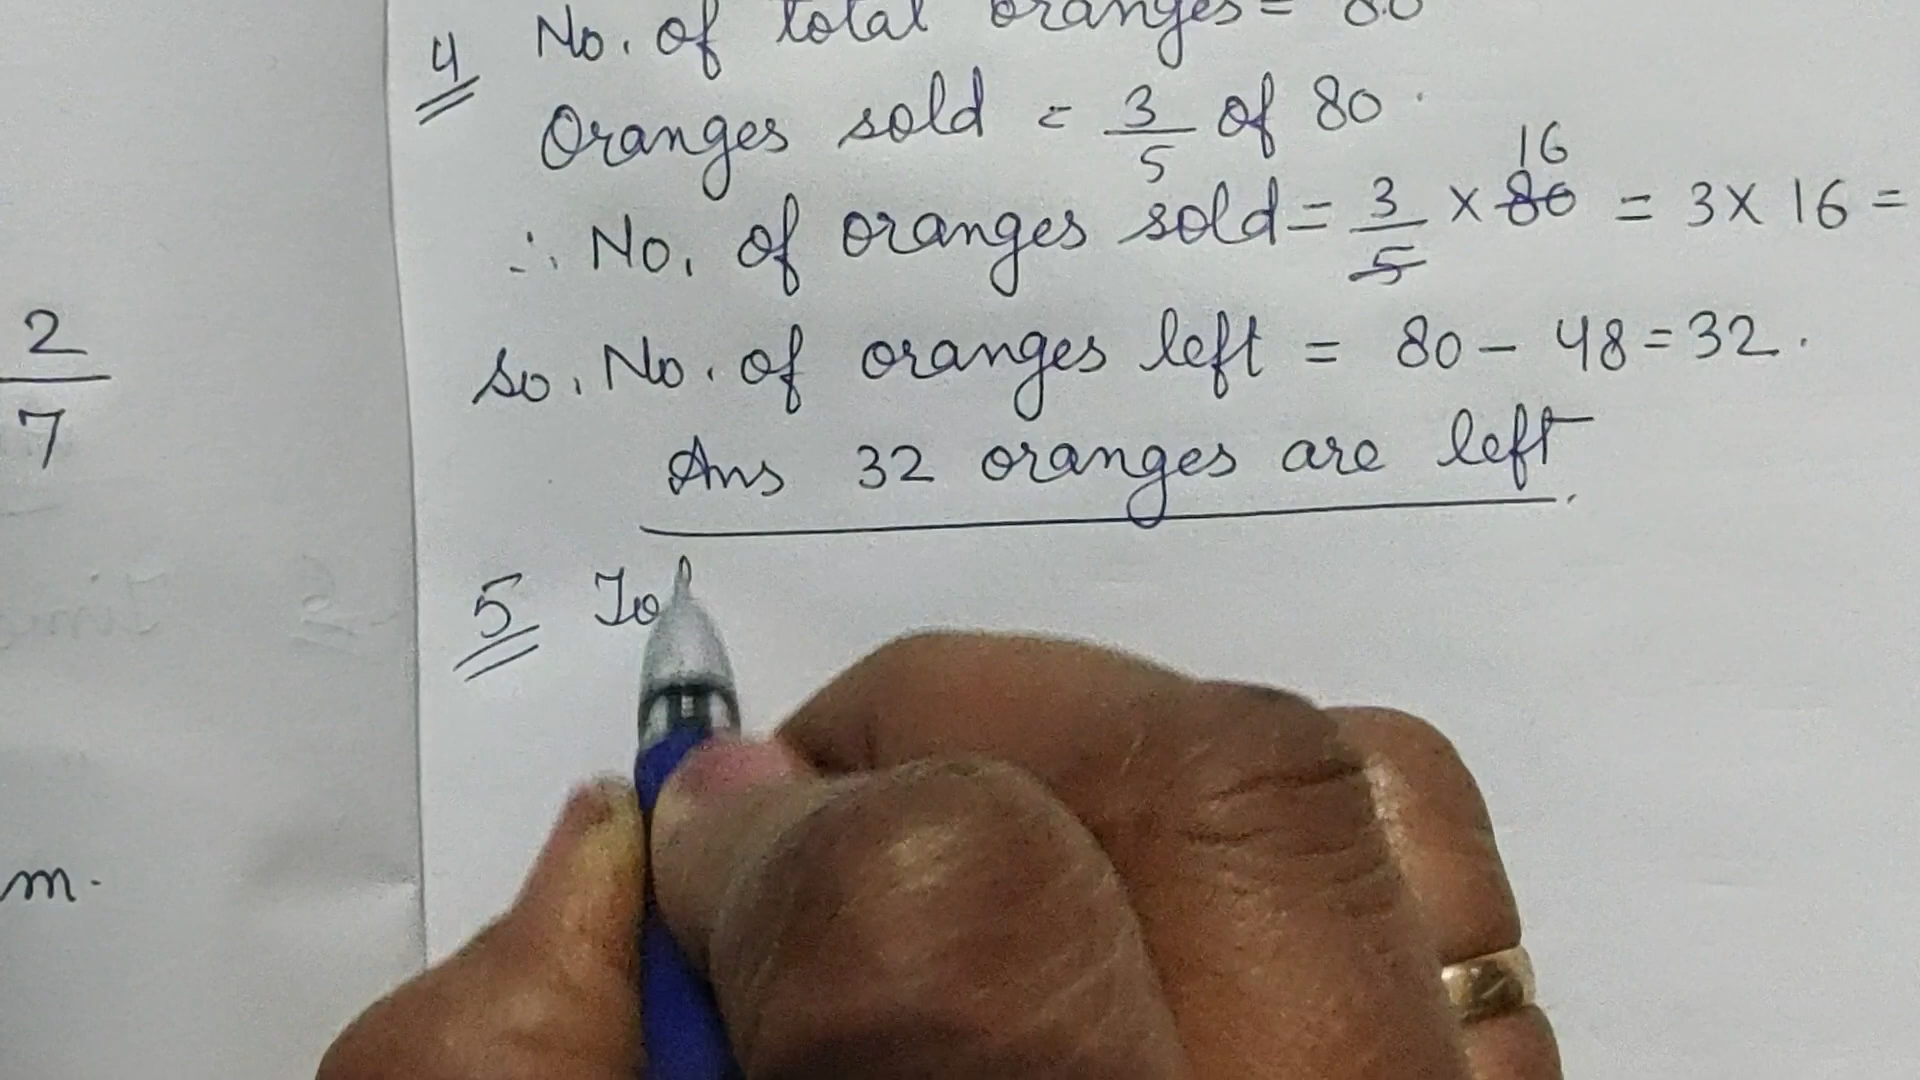 2
7
m.
4 No. of total oranges = 80
Oranges sold = 3/5 of 80
16
∴ No. of oranges sold = 3/5 × 80 = 3 × 16 =
so, No. of oranges left = 80 - 48 = 32.
Ans 32 oranges are left.
5 To